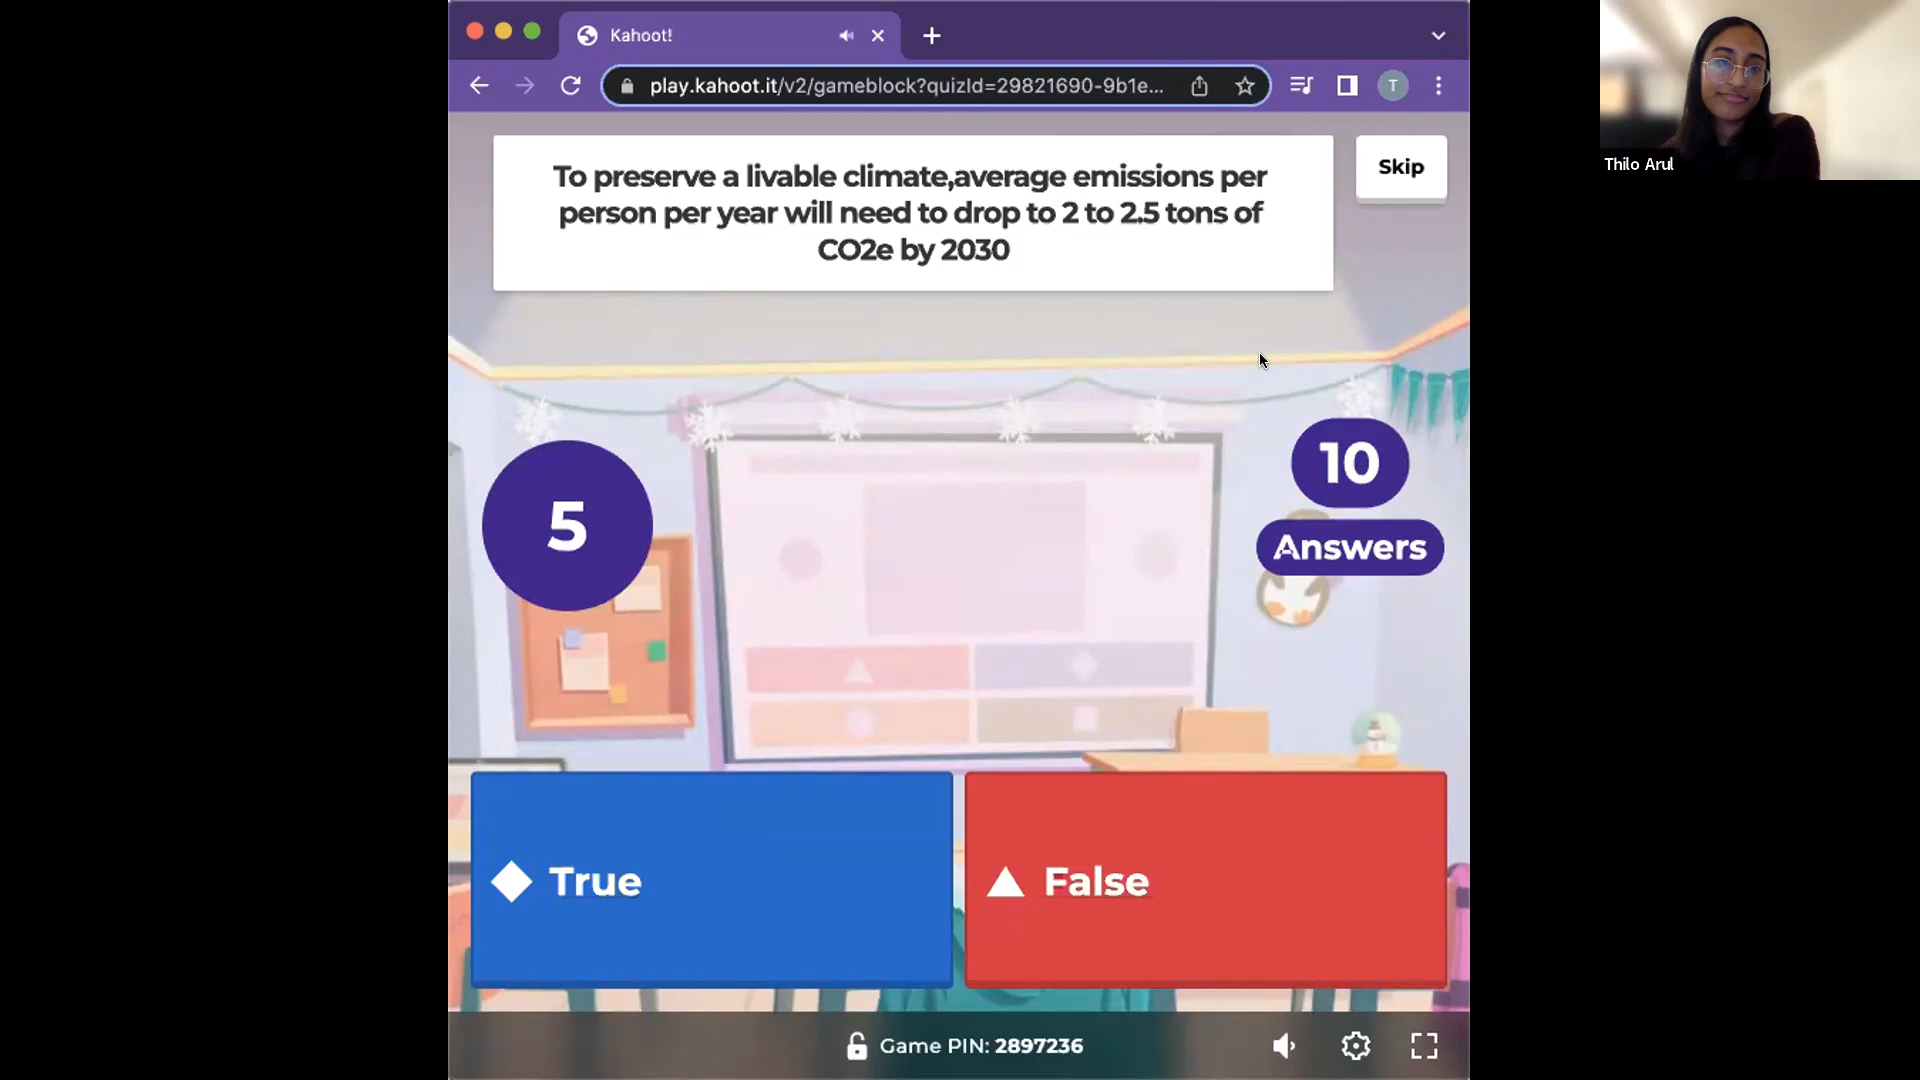 Kahoot!
play.kahoot.it/v2/gameblock?quizId=29821690-9b1e...
T
To preserve a livable climate,average emissions per
person per year will need to drop to 2 to 2.5 tons of
CO2e by 2030
Skip
Thilo Arul
5
10
Answers
True
False
Game PIN: 2897236